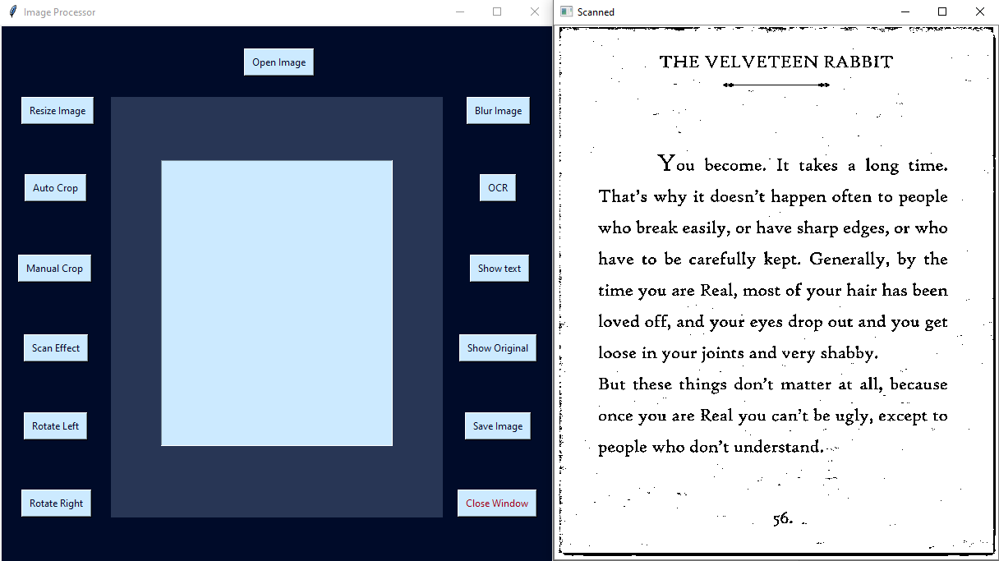 Image Processor
Open Image
Resize Image
Auto Crop
Manual Crop
Scan Effect
Rotate Left
Rotate Right
Blur Image
OCR
Show text
Show Original
Save Image
Close Window
Scanned
THE VELVETEEN RABBIT
You become. It takes a long time.
That's why it doesn't happen often to people
who break easily, or have sharp edges, or who
have to be carefully kept. Generally, by the
time you are Real, most of your hair has been
loved off, and your eyes drop out and you get
loose in your joints and very shabby.
But these things don't matter at all, because
once you are Real you can't be ugly, except to
people who don't understand.
56.